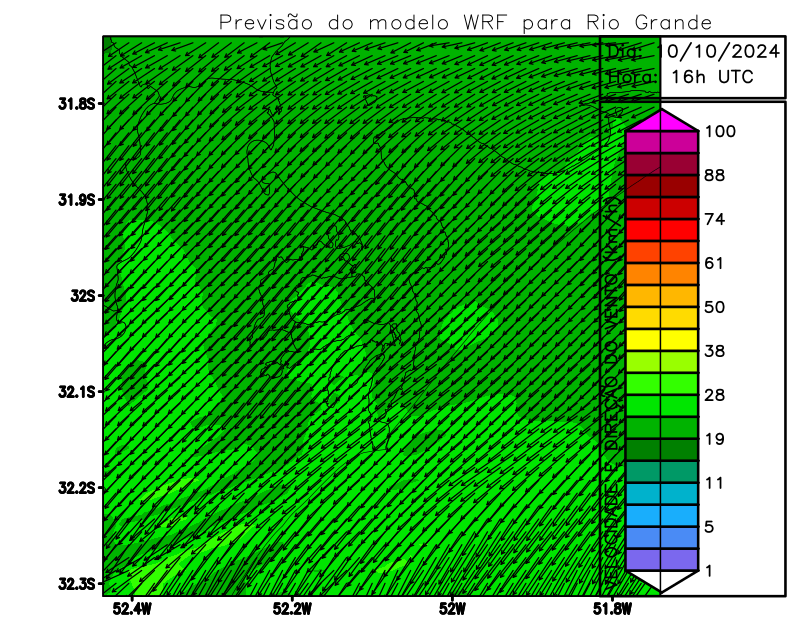 Previsão do modelo WRF para Rio Grande
Dia: 10/10/2024
Hora: 16h UTC
31.8S
31.9S
32S
32.1S
32.2S
32.3S
52.4W
52.2W
52W
51.8W
VELOCIDADE E DIREÇÃO DO VENTO (km/h)
100
88
74
61
50
38
28
19
11
5
1